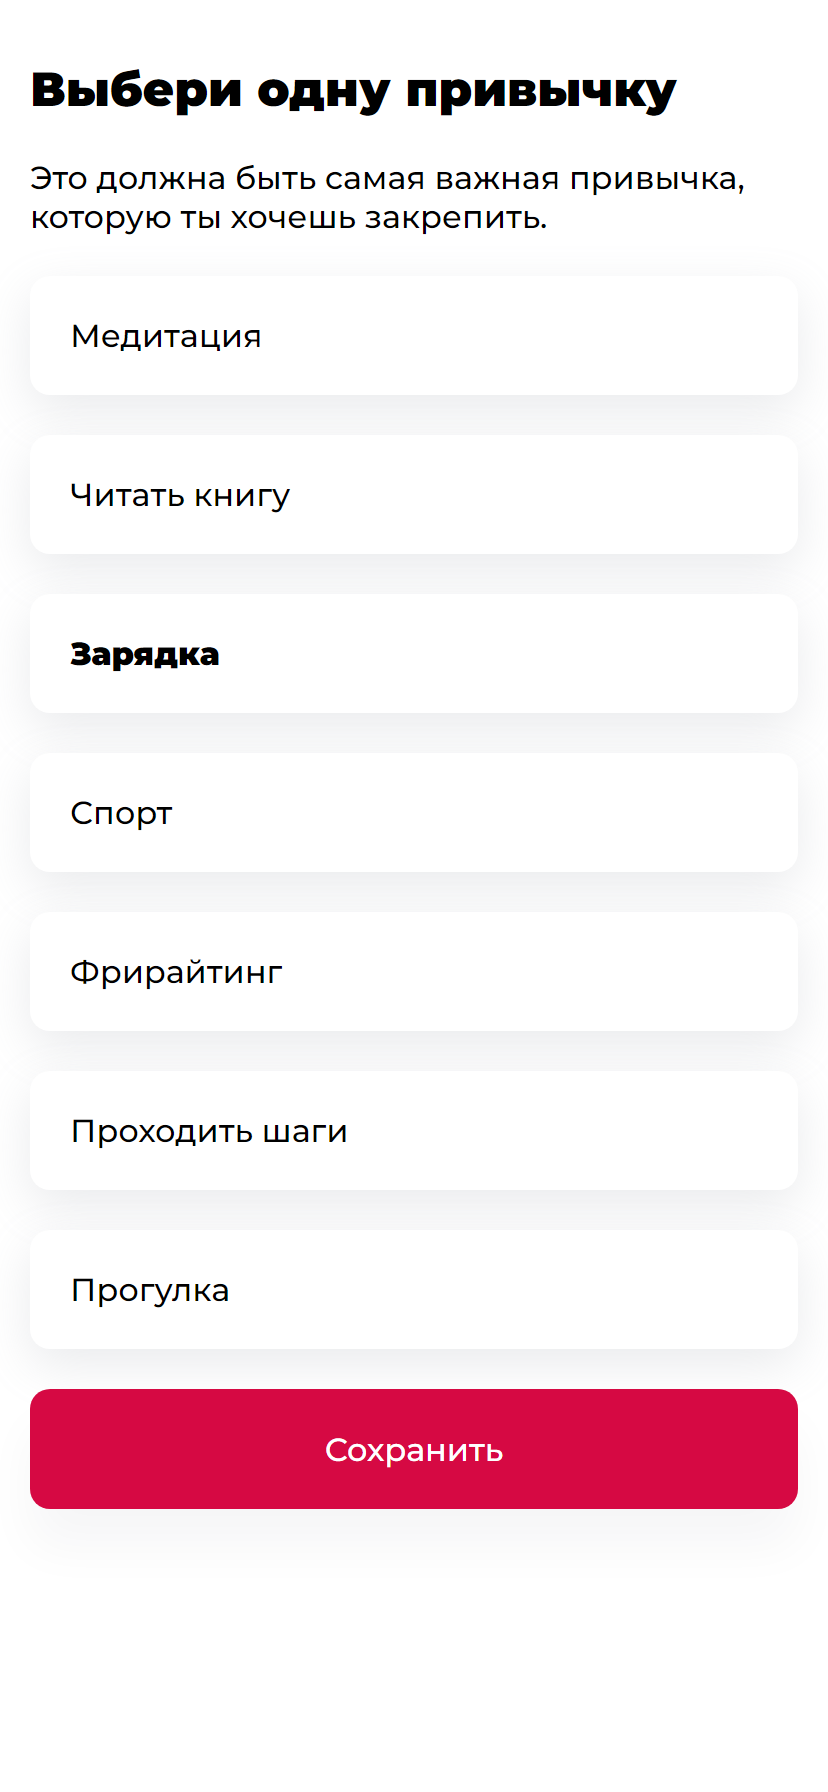 Выбери одну привычку
Это должна быть самая важная привычка,
которую ты хочешь закрепить.
Медитация
Читать книгу
Зарядка
Спорт
Фрирайтинг
Проходить шаги
Прогулка
Сохранить